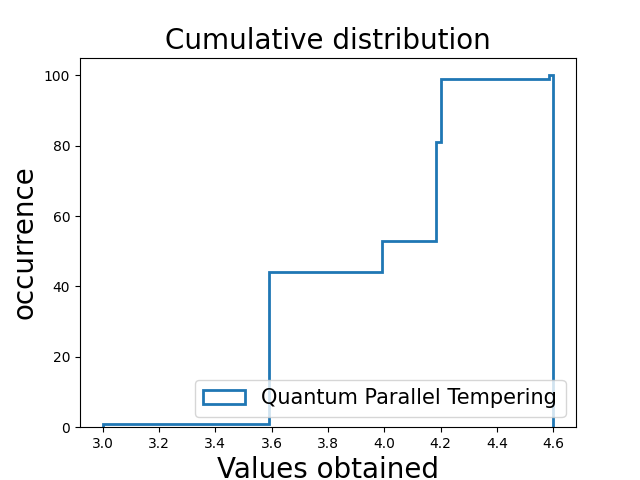 Cumulative distribution
100
80
60
40
20
0
occurrence
Quantum Parallel Tempering
3.0 3.2 3.4 3.6 3.8 4.0 4.2 4.4 4.6
Values obtained